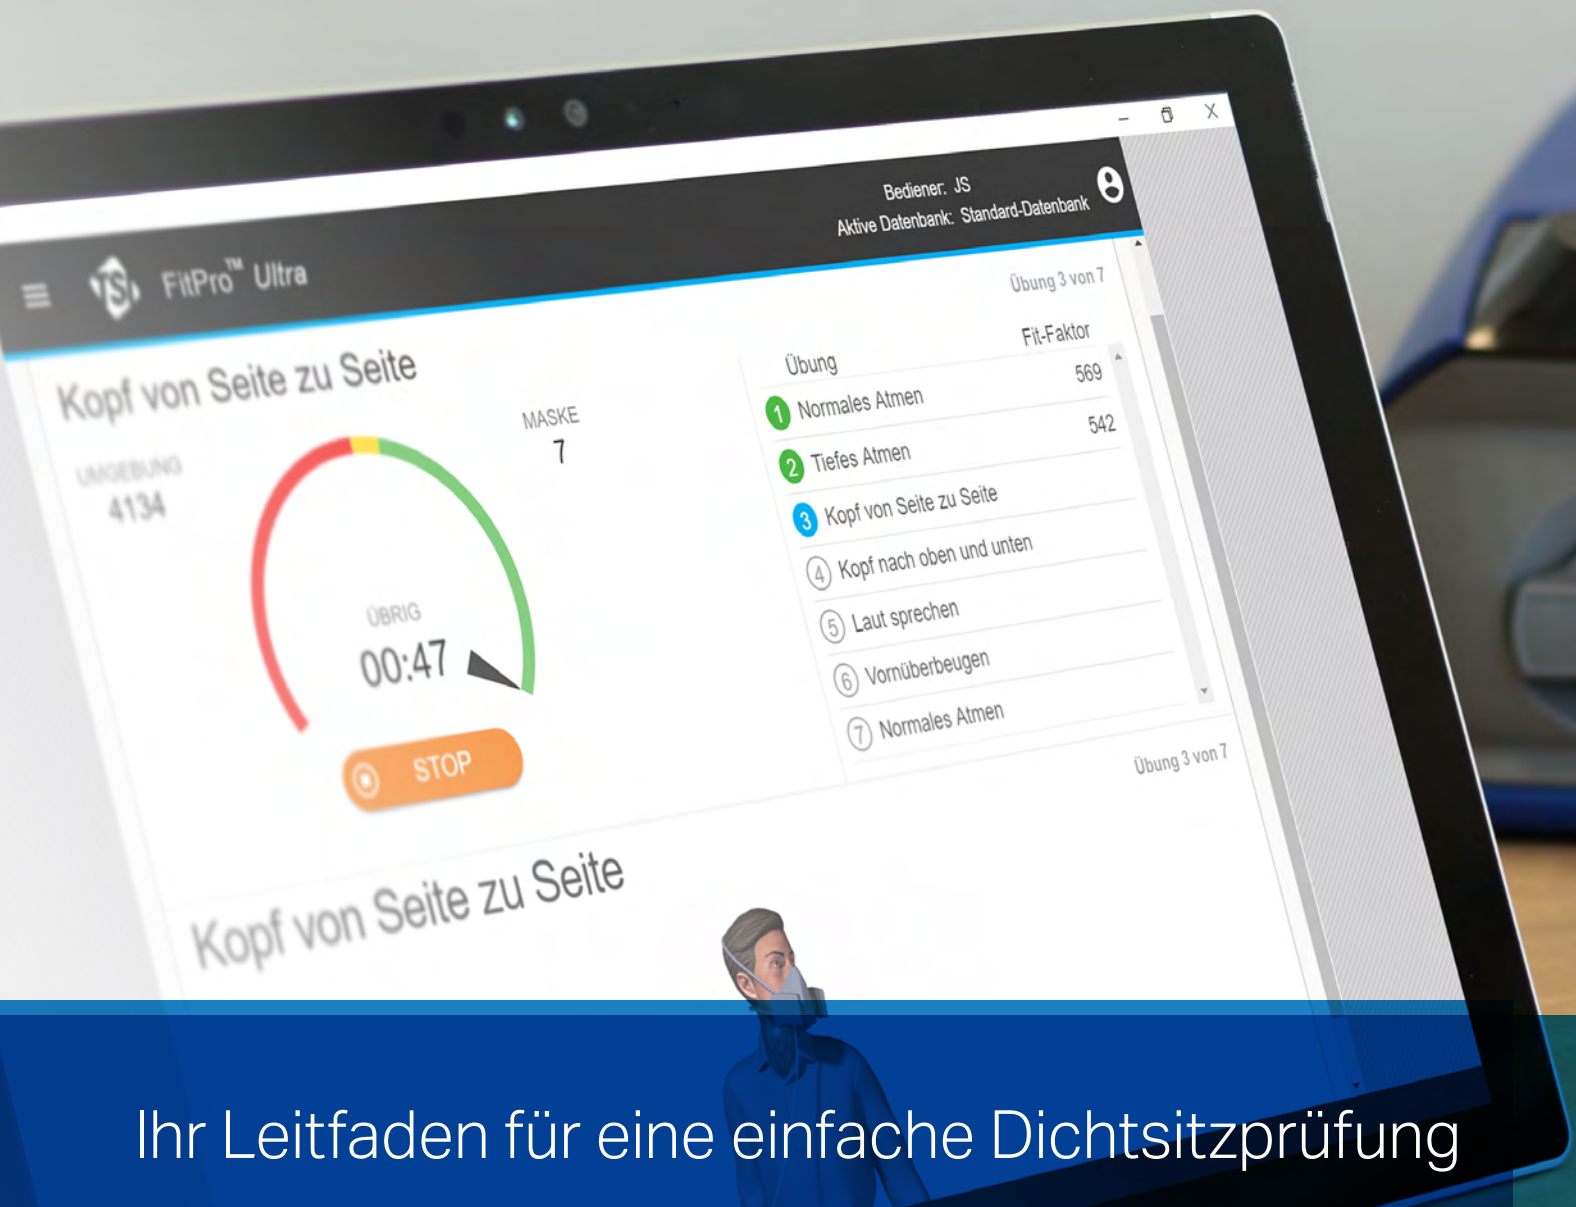 Bediener: JS
Aktive Datenbank: Standard-Datenbank
TSI FitPro™ Ultra
Übung 3 von 7
Kopf von Seite zu Seite
UMGEBUNG
4134
MASKE
7
ÜBRIG
00:47
STOP
Übung Fit-Faktor
1 Normales Atmen 569
2 Tiefes Atmen 542
3 Kopf von Seite zu Seite
4 Kopf nach oben und unten
5 Laut sprechen
6 Vornüberbeugen
7 Normales Atmen
Übung 3 von 7
Kopf von Seite zu Seite
Ihr Leitfaden für eine einfache Dichtsitzprüfung